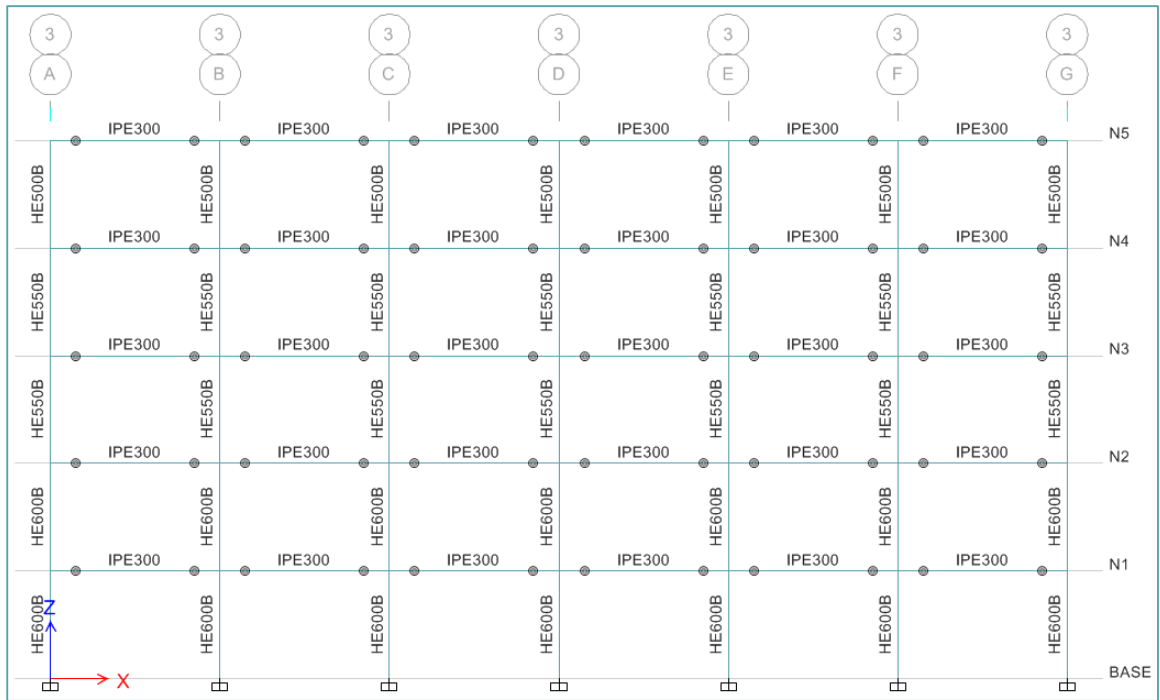 3 3 3 3 3 3 3
A B C D E F G
IPE300 IPE300 IPE300 IPE300 IPE300 IPE300 N5
HE500B HE500B HE500B HE500B HE500B HE500B HE500B
IPE300 IPE300 IPE300 IPE300 IPE300 IPE300 N4
HE550B HE550B HE550B HE550B HE550B HE550B HE550B
IPE300 IPE300 IPE300 IPE300 IPE300 IPE300 N3
HE550B HE550B HE550B HE550B HE550B HE550B HE550B
IPE300 IPE300 IPE300 IPE300 IPE300 IPE300 N2
HE600B HE600B HE600B HE600B HE600B HE600B HE600B
IPE300 IPE300 IPE300 IPE300 IPE300 IPE300 N1
HE600B HE600B HE600B HE600B HE600B HE600B HE600B
Z
X BASE